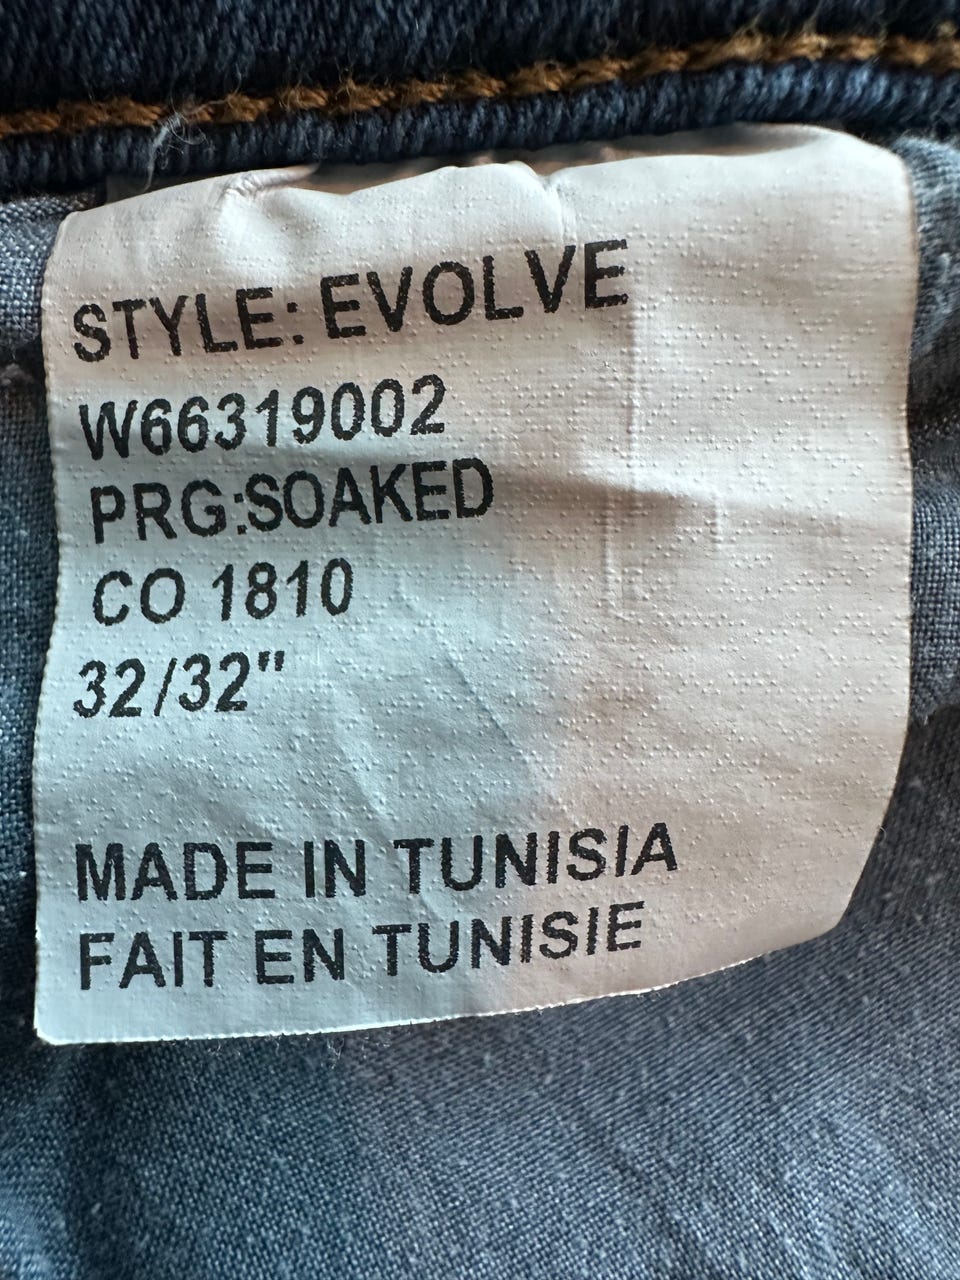 STYLE: EVOLVE
W66319002
PRG:SOAKED
CO 1810
32/32"
MADE IN TUNISIA
FAIT EN TUNISIE